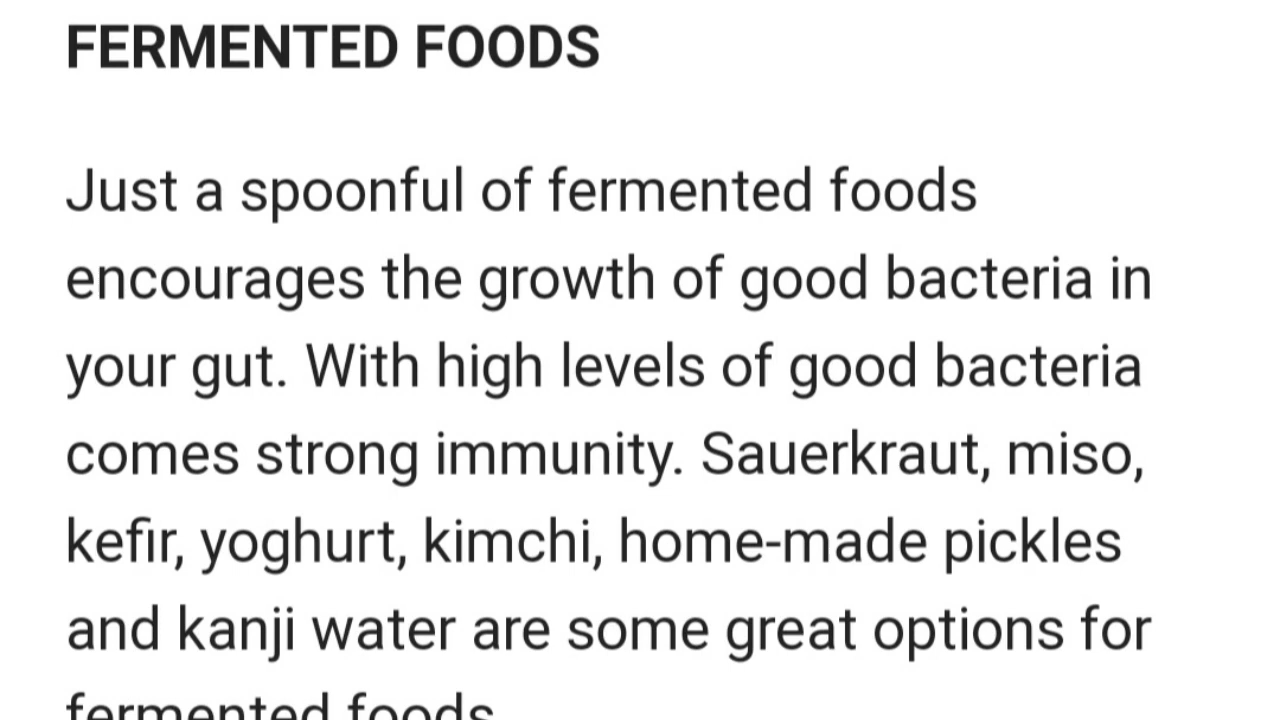 FERMENTED FOODS
Just a spoonful of fermented foods
encourages the growth of good bacteria in
your gut. With high levels of good bacteria
comes strong immunity. Sauerkraut, miso,
kefir, yoghurt, kimchi, home-made pickles
and kanji water are some great options for
fermented foods